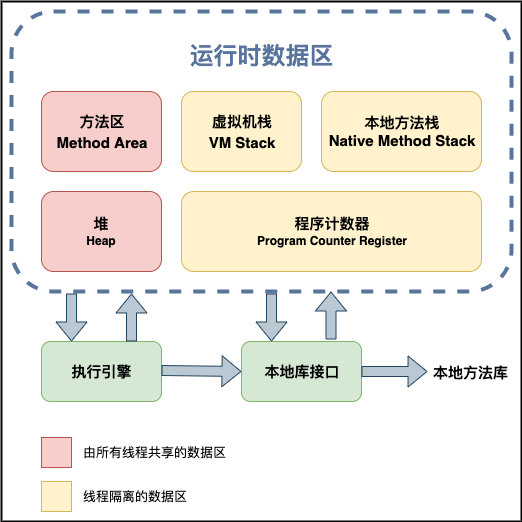 运行时数据区
方法区
Method Area
虚拟机栈
VM Stack
本地方法栈
Native Method Stack
堆
Heap
程序计数器
Program Counter Register
执行引擎
本地库接口
本地方法库
由所有线程共享的数据区
线程隔离的数据区